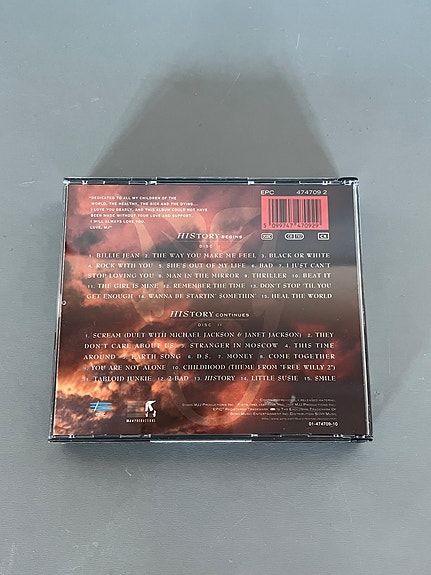 EPC 474709 2
"DEDICATED TO ALL MY CHILDREN OF THE
WORLD, THE HEALTHY, THE SICK AND THE DYING...
I LOVE YOU DEARLY, AND THIS ALBUM COULD NOT HAVE
BEEN MADE WITHOUT YOUR LOVE AND SUPPORT.
I WILL ALWAYS LOVE YOU.
LOVE, MJ"
5 099747 470929
HISTORY BEGINS
DISC I
1. BILLIE JEAN 2. THE WAY YOU MAKE ME FEEL 3. BLACK OR WHITE
4. ROCK WITH YOU 5. SHE'S OUT OF MY LIFE 6. BAD 7. I JUST CAN'T
STOP LOVING YOU 8. MAN IN THE MIRROR 9. THRILLER 10. BEAT IT
11. THE GIRL IS MINE 12. REMEMBER THE TIME 13. DON'T STOP 'TIL YOU
GET ENOUGH 14. WANNA BE STARTIN' SOMETHIN' 15. HEAL THE WORLD
HISTORY CONTINUES
DISC II
1. SCREAM (DUET WITH MICHAEL JACKSON & JANET JACKSON) 2. THEY
DON'T CARE ABOUT US 3. STRANGER IN MOSCOW 4. THIS TIME
AROUND 5. EARTH SONG 6. D.S. 7. MONEY 8. COME TOGETHER
9. YOU ARE NOT ALONE 10. CHILDHOOD (THEME FROM "FREE WILLY 2")
11. TABLOID JUNKIE 12. 2 BAD 13. HISTORY 14. LITTLE SUSIE 15. SMILE
MJJ PRODUCTIONS
01-474709-10